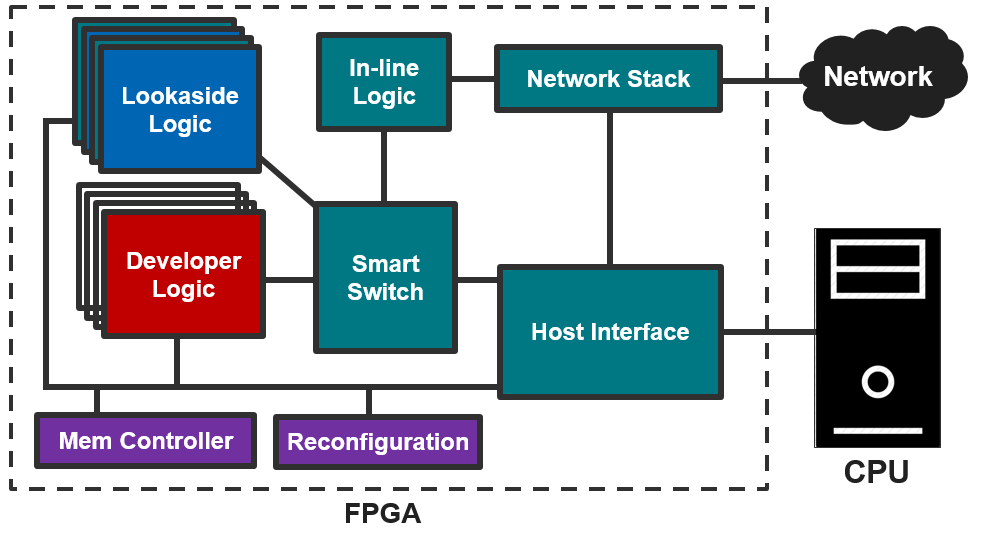 Lookaside
Logic
In-line
Logic
Network Stack
Network
Developer
Logic
Smart
Switch
Host Interface
Mem Controller
Reconfiguration
CPU
FPGA